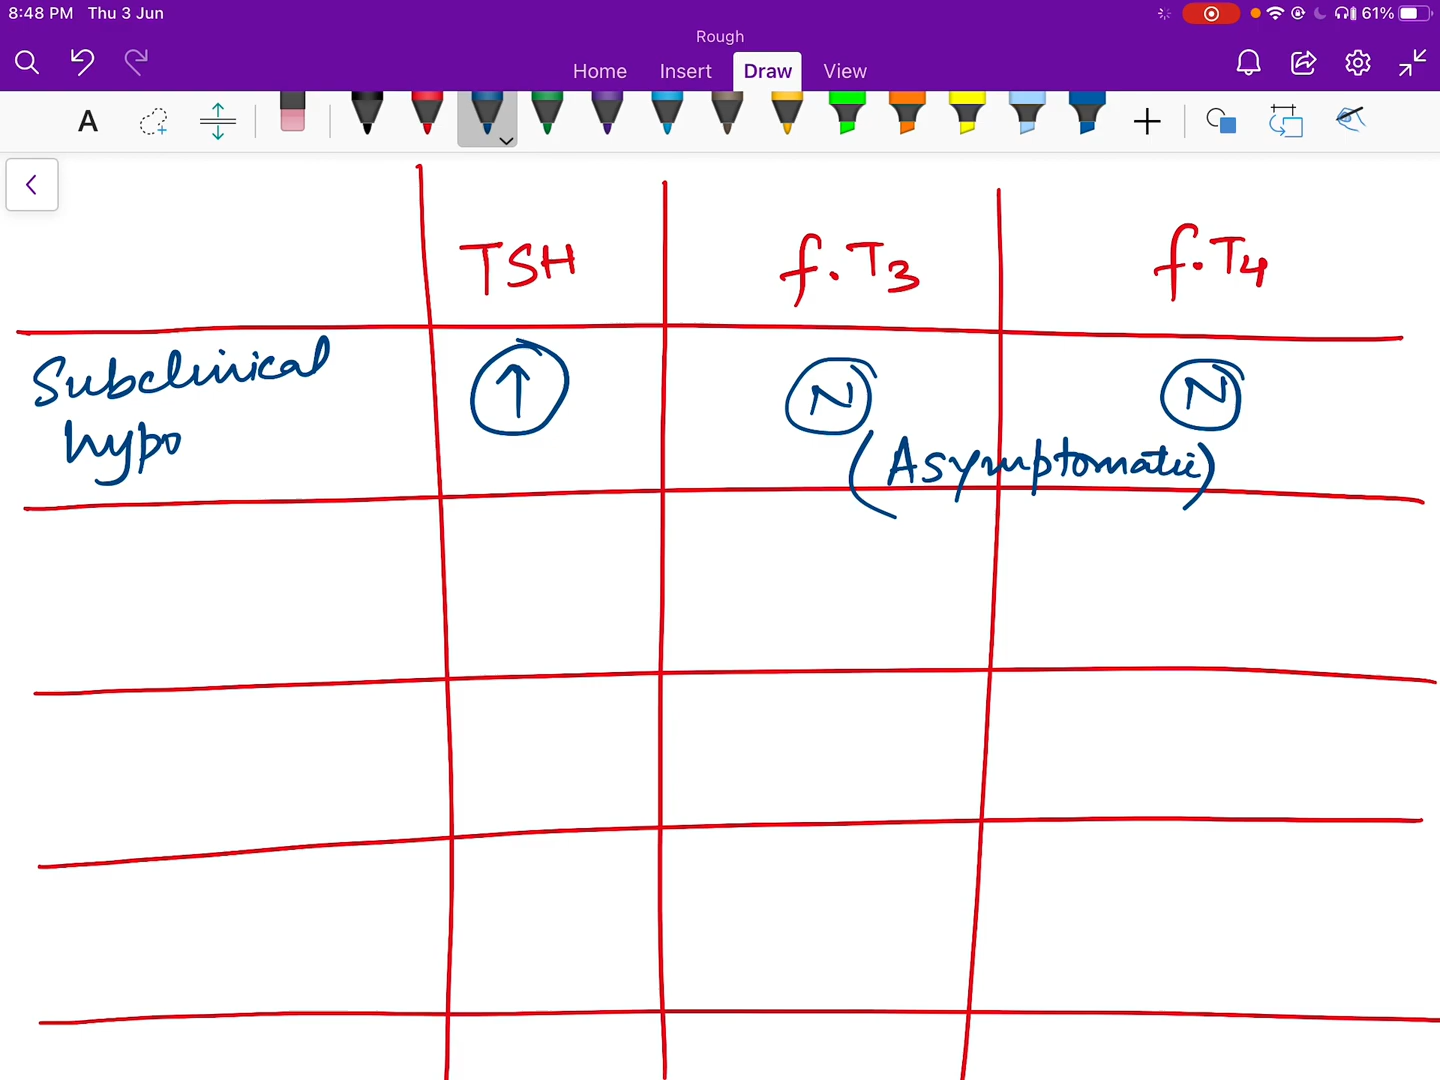 8:48 PM Thu 3 Jun
61%
Rough
Home Insert Draw View
A
TSH f.T3 f.T4
Subclinical ↑ N N
hypo
(Asymptomatic)